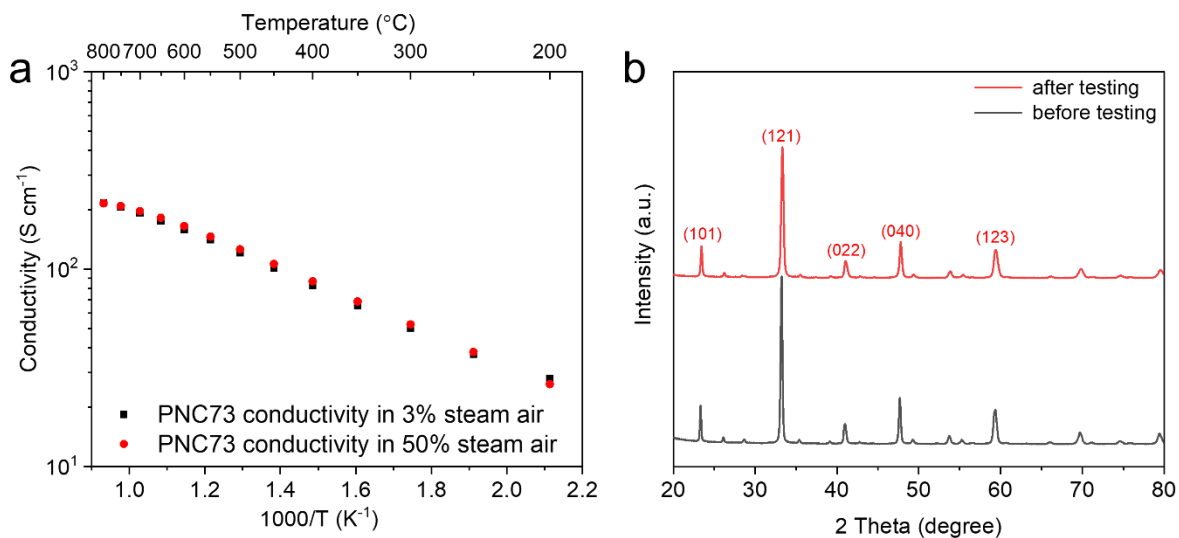 a
Temperature (°C)
800 700 600 500 400 300 200
10³
10²
10¹
Conductivity (S cm⁻¹)
PNC73 conductivity in 3% steam air
PNC73 conductivity in 50% steam air
1.0 1.2 1.4 1.6 1.8 2.0 2.2
1000/T (K⁻¹)
b
after testing
before testing
(121)
(101)
(022)
(040)
(123)
Intensity (a.u.)
20 30 40 50 60 70 80
2 Theta (degree)